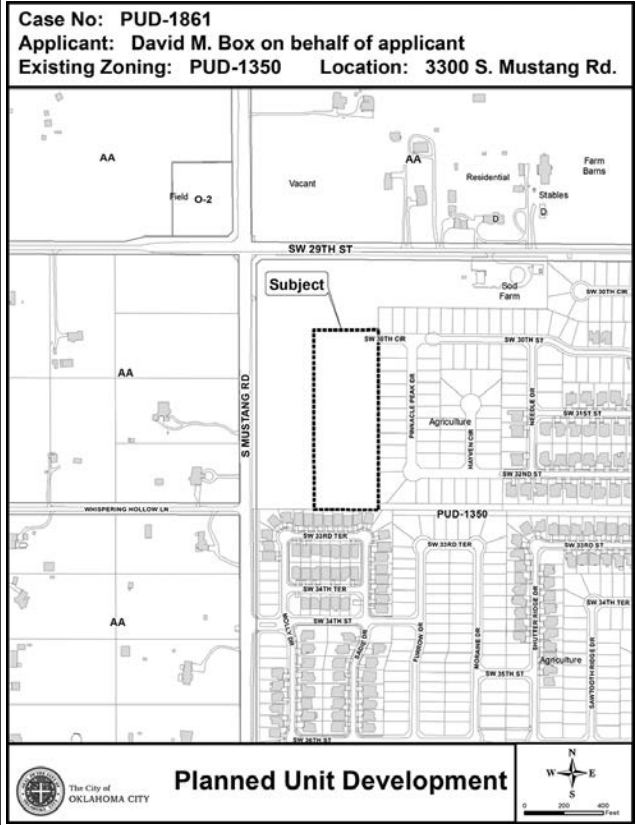 Case No: PUD-1861
Applicant: David M. Box on behalf of applicant
Existing Zoning: PUD-1350 Location: 3300 S. Mustang Rd.
AA
Field O-2
Vacant
AA
Residential
Farm
Barns
Stables
D
D
SW 29TH ST
Subject
Sod
Farm
SW 30TH CIR
SW 30TH CIR
SW 30TH ST
AA
S MUSTANG RD
PINNACLE PEAK DR
Agriculture
HAYVEN CIR
NEEDLE DR
SW 31ST ST
SW 32ND ST
WHISPERING HOLLOW LN
PUD-1350
SW 33RD TER
SW 33RD TER
SW 33RD ST
SW 34TH TER
SW 34TH TER
AA
SW 34TH ST
MOLLY DR
SADIE DR
FURROW DR
MORAINE DR
SHUTTER RIDGE DR
Agriculture
SAWTOOTH RIDGE DR
SW 35TH ST
SW 36TH ST
The City of
OKLAHOMA CITY
Planned Unit Development
N
W E
S
0 200 400
Feet